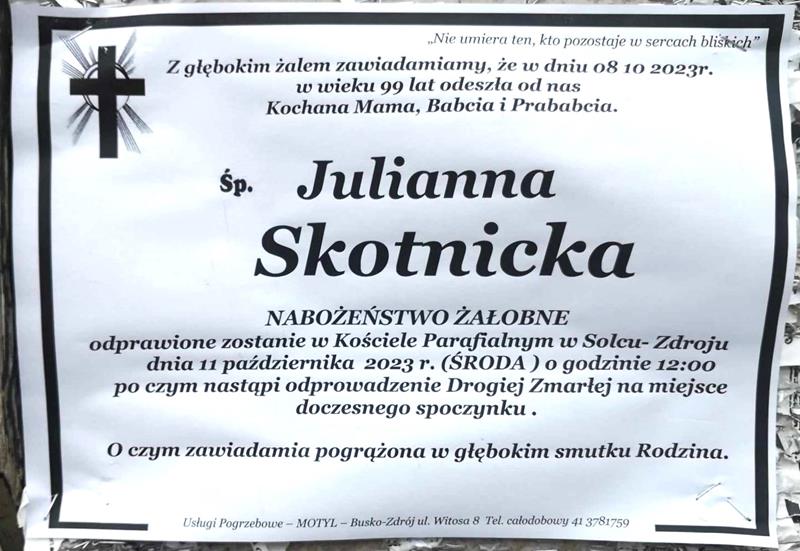 „Nie umiera ten, kto pozostaje w sercach bliskich”
Z głębokim żalem zawiadamiamy, że w dniu 08 10 2023r.
w wieku 99 lat odeszła od nas
Kochana Mama, Babcia i Prababcia.
Śp. Julianna
Skotnicka
NABOŻEŃSTWO ŻAŁOBNE
odprawione zostanie w Kościele Parafialnym w Solcu- Zdroju
dnia 11 października 2023 r. (ŚRODA ) o godzinie 12:00
po czym nastąpi odprowadzenie Drogiej Zmarłej na miejsce
doczesnego spoczynku .
O czym zawiadamia pogrążona w głębokim smutku Rodzina.
Usługi Pogrzebowe – MOTYL – Busko-Zdrój ul. Witosa 8 Tel. całodobowy 41 3781759